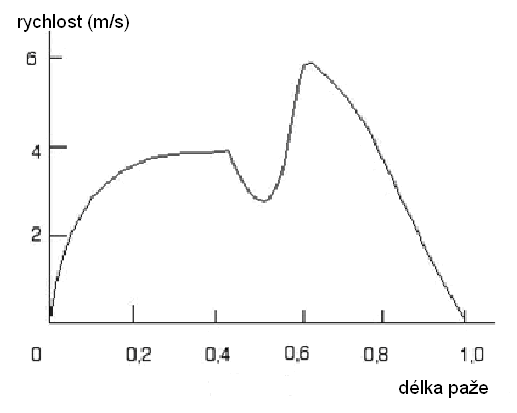 rychlost (m/s)
6
4
2
0 0,2 0,4 0,6 0,8 1,0
délka paže